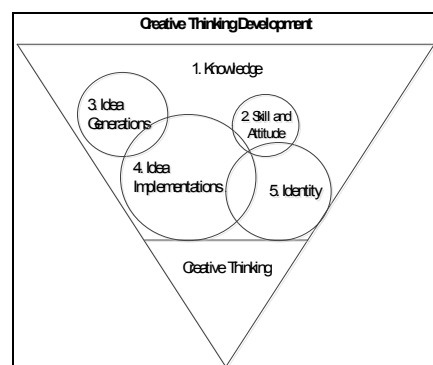 Creative Thinking Development
1. Knowledge
3. Idea
Generations
2. Skill and
Attitude
4. Idea
Implementations
5. Identity
Creative Thinking